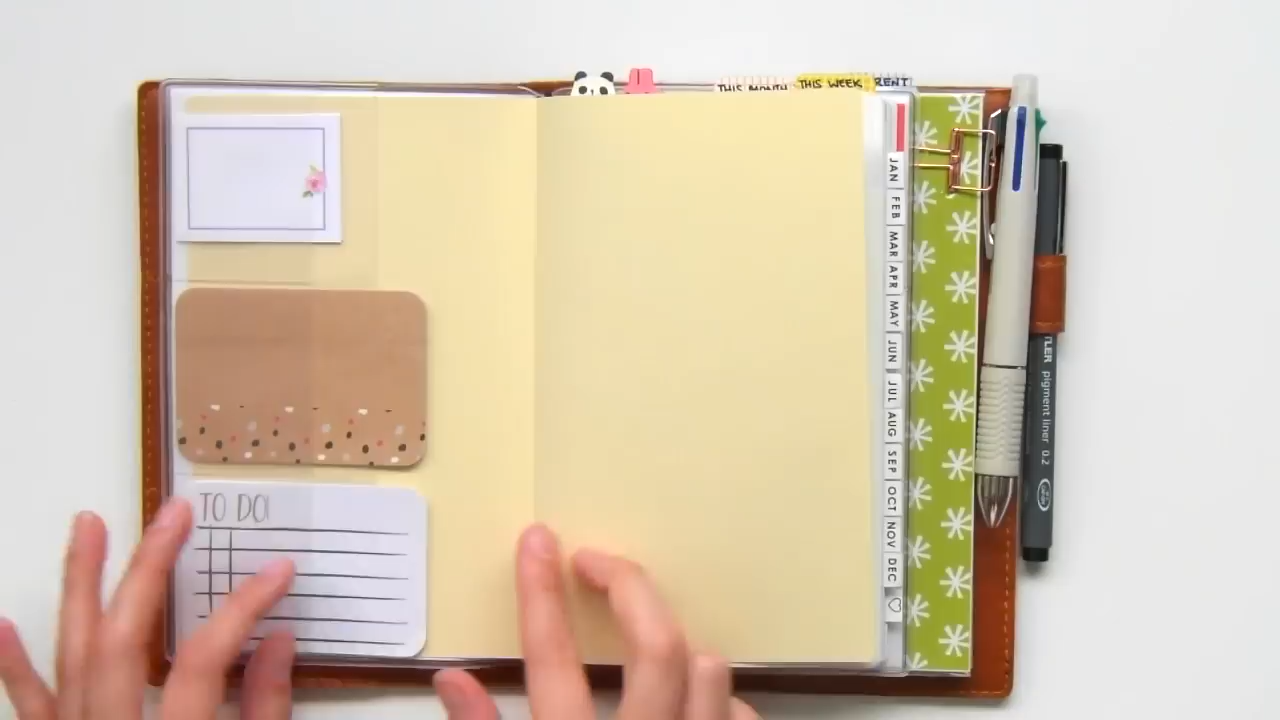 THIS MONTH
THIS WEEK
RENT
TO DO!
JAN
FEB
MAR
APR
MAY
JUN
JUL
AUG
SEP
OCT
NOV
DEC
TLER pigment liner 0.2